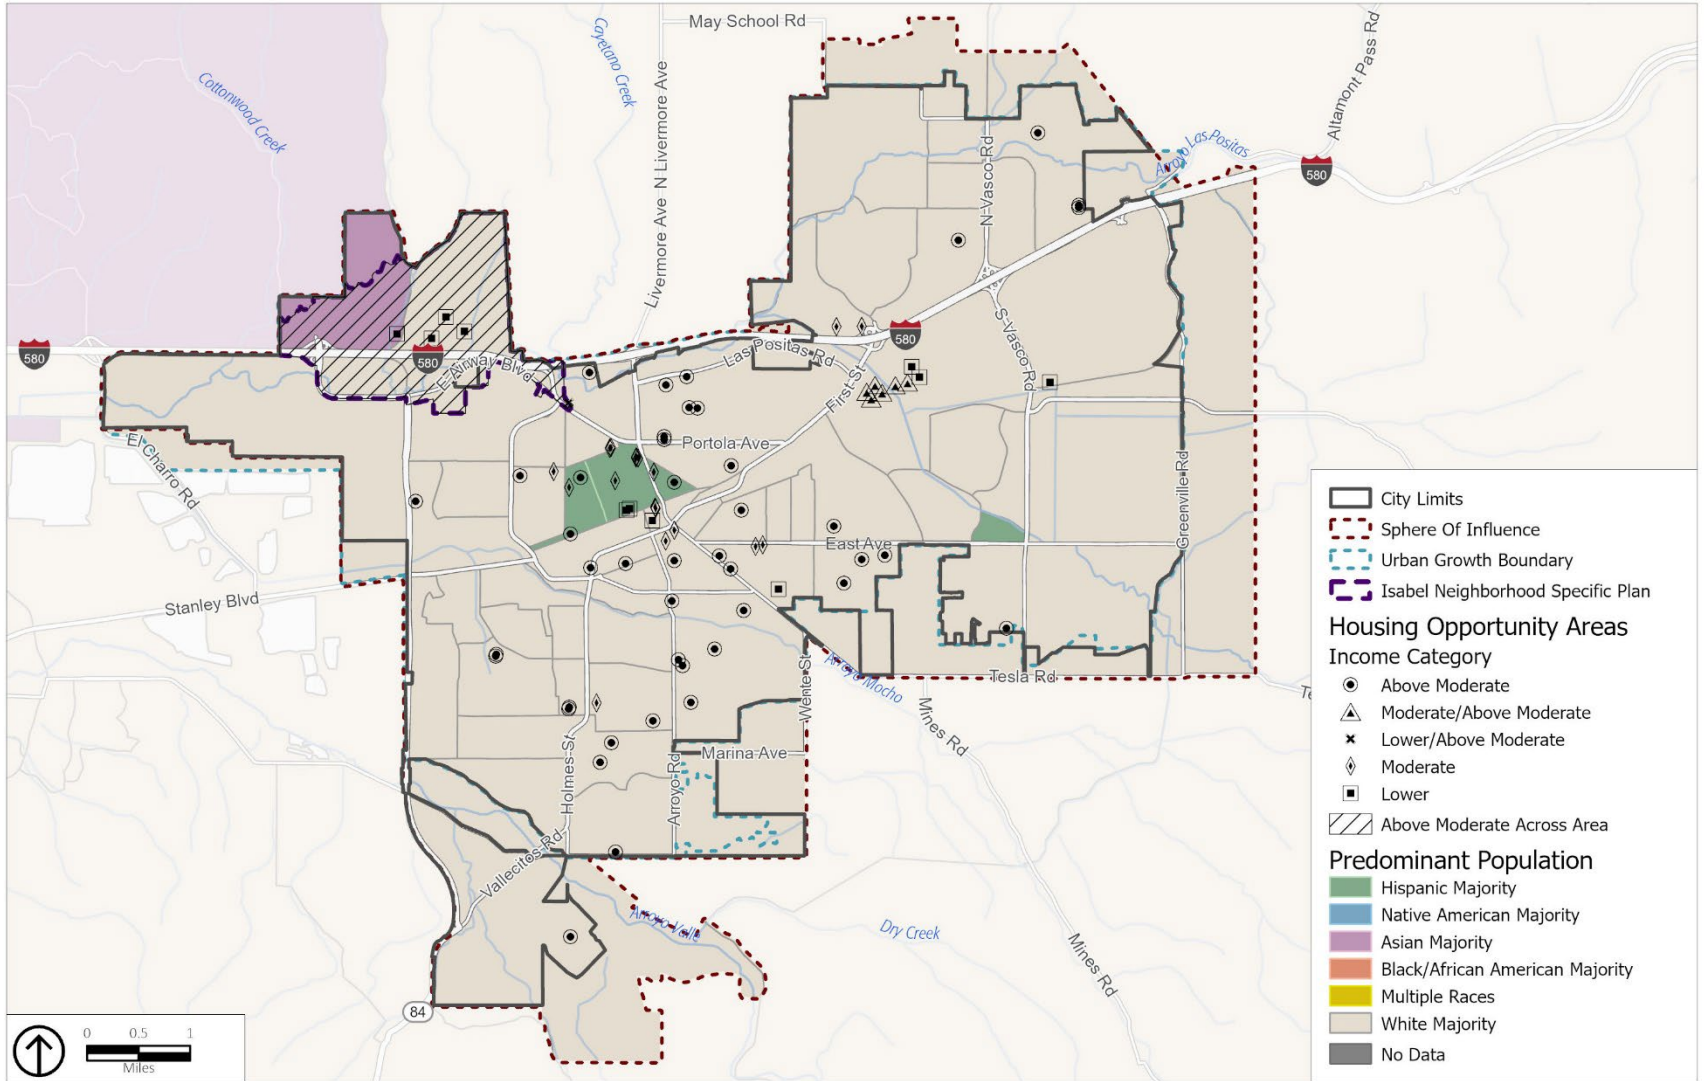 May School Rd
Cayetano Creek
Cottonwood Creek
Livermore Ave N Livermore Ave
Altamont Pass Rd
N Vasco Rd
Arroyo Las Positas
580
580
580
580
E Airway Blvd
Las Positas Rd
First St
S Vasco Rd
El Charro Rd
Portola Ave
East Ave
Greenville Rd
Stanley Blvd
Arroyo Mocho
Wente St
Tesla Rd
Te
Mines Rd
Marina Ave
Holmes St
Arroyo Rd
Vallecitos Rd
Arroyo Valle
Dry Creek
Mines Rd
84
0 0.5 1
Miles
City Limits
Sphere Of Influence
Urban Growth Boundary
Isabel Neighborhood Specific Plan
Housing Opportunity Areas
Income Category
Above Moderate
Moderate/Above Moderate
Lower/Above Moderate
Moderate
Lower
Above Moderate Across Area
Predominant Population
Hispanic Majority
Native American Majority
Asian Majority
Black/African American Majority
Multiple Races
White Majority
No Data